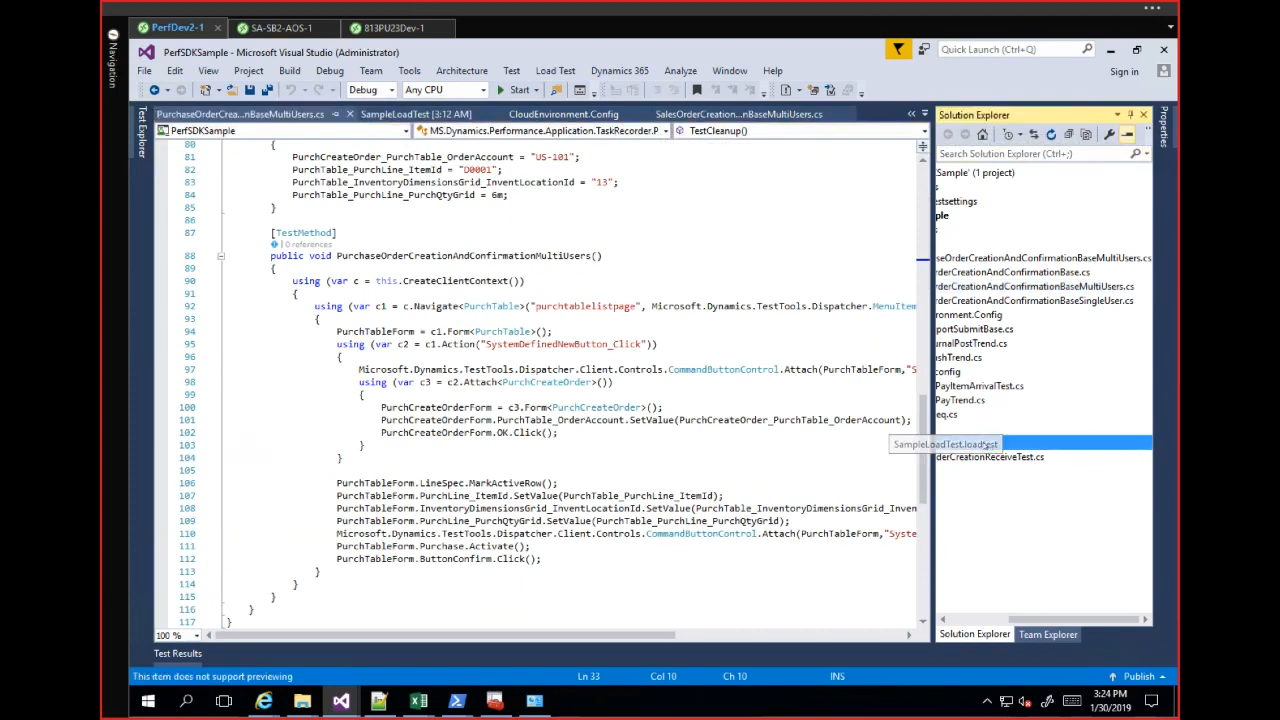 PerfDev2-1
SA-SB2-AOS-1
813PU23Dev-1
Navigation
PerfSDKSample - Microsoft Visual Studio (Administrator)
Quick Launch (Ctrl+Q)
File Edit View Project Build Debug Team Tools Architecture Test Load Test Dynamics 365 Analyze Window Help
Sign in
Debug Any CPU Start
Test Explorer
PurchaseOrderCrea...nBaseMultiUsers.cs SampleLoadTest [3:12 AM] CloudEnvironment.Config SalesOrderCreation...nBaseMultiUsers.cs
PerfSDKSample MS.Dynamics.Performance.Application.TaskRecorder.P TestCleanup()
80 {
81 PurchCreateOrder_PurchTable_OrderAccount = "US-101";
82 PurchTable_PurchLine_ItemId = "D0001";
83 PurchTable_InventoryDimensionsGrid_InventLocationId = "13";
84 PurchTable_PurchLine_PurchQtyGrid = 6m;
85 }
86
87 [TestMethod]
0 references
88 public void PurchaseOrderCreationAndConfirmationMultiUsers()
89 {
90 using (var c = this.CreateClientContext())
91 {
92 using (var c1 = c.Navigate<PurchTable>("purchtablelistpage", Microsoft.Dynamics.TestTools.Dispatcher.MenuItem
93 {
94 PurchTableForm = c1.Form<PurchTable>();
95 using (var c2 = c1.Action("SystemDefinedNewButton_Click"))
96 {
97 Microsoft.Dynamics.TestTools.Dispatcher.Client.Controls.CommandButtonControl.Attach(PurchTableForm,"S
98 using (var c3 = c2.Attach<PurchCreateOrder>())
99 {
100 PurchCreateOrderForm = c3.Form<PurchCreateOrder>();
101 PurchCreateOrderForm.PurchTable_OrderAccount.SetValue(PurchCreateOrder_PurchTable_OrderAccount);
102 PurchCreateOrderForm.OK.Click();
103 }
104 }
105
106 PurchTableForm.LineSpec.MarkActiveRow();
107 PurchTableForm.PurchLine_ItemId.SetValue(PurchTable_PurchLine_ItemId);
108 PurchTableForm.InventoryDimensionsGrid_InventLocationId.SetValue(PurchTable_InventoryDimensionsGrid_Inven
109 PurchTableForm.PurchLine_PurchQtyGrid.SetValue(PurchTable_PurchLine_PurchQtyGrid);
110 Microsoft.Dynamics.TestTools.Dispatcher.Client.Controls.CommandButtonControl.Attach(PurchTableForm,"Syste
111 PurchTableForm.Purchase.Activate();
112 PurchTableForm.ButtonConfirm.Click();
113 }
114 }
115 }
116 }
117 }
100 %
Solution Explorer
Search Solution Explorer (Ctrl+;)
Sample' (1 project)
s
estsettings
ple
s
seOrderCreationAndConfirmationBaseMultiUsers.cs
rderCreationAndConfirmationBase.cs
rderCreationAndConfirmationBaseMultiUsers.cs
rderCreationAndConfirmationBaseSingleUser.cs
ronment.Config
portSubmitBase.cs
urnalPostTrend.cs
shTrend.cs
config
PayItemArrivalTest.cs
PayTrend.cs
eq.cs
SampleLoadTest.loadtest
derCreationReceiveTest.cs
Solution Explorer Team Explorer
Properties
Test Results
This item does not support previewing
Ln 33 Col 10 Ch 10 INS
Publish
3:24 PM
1/30/2019